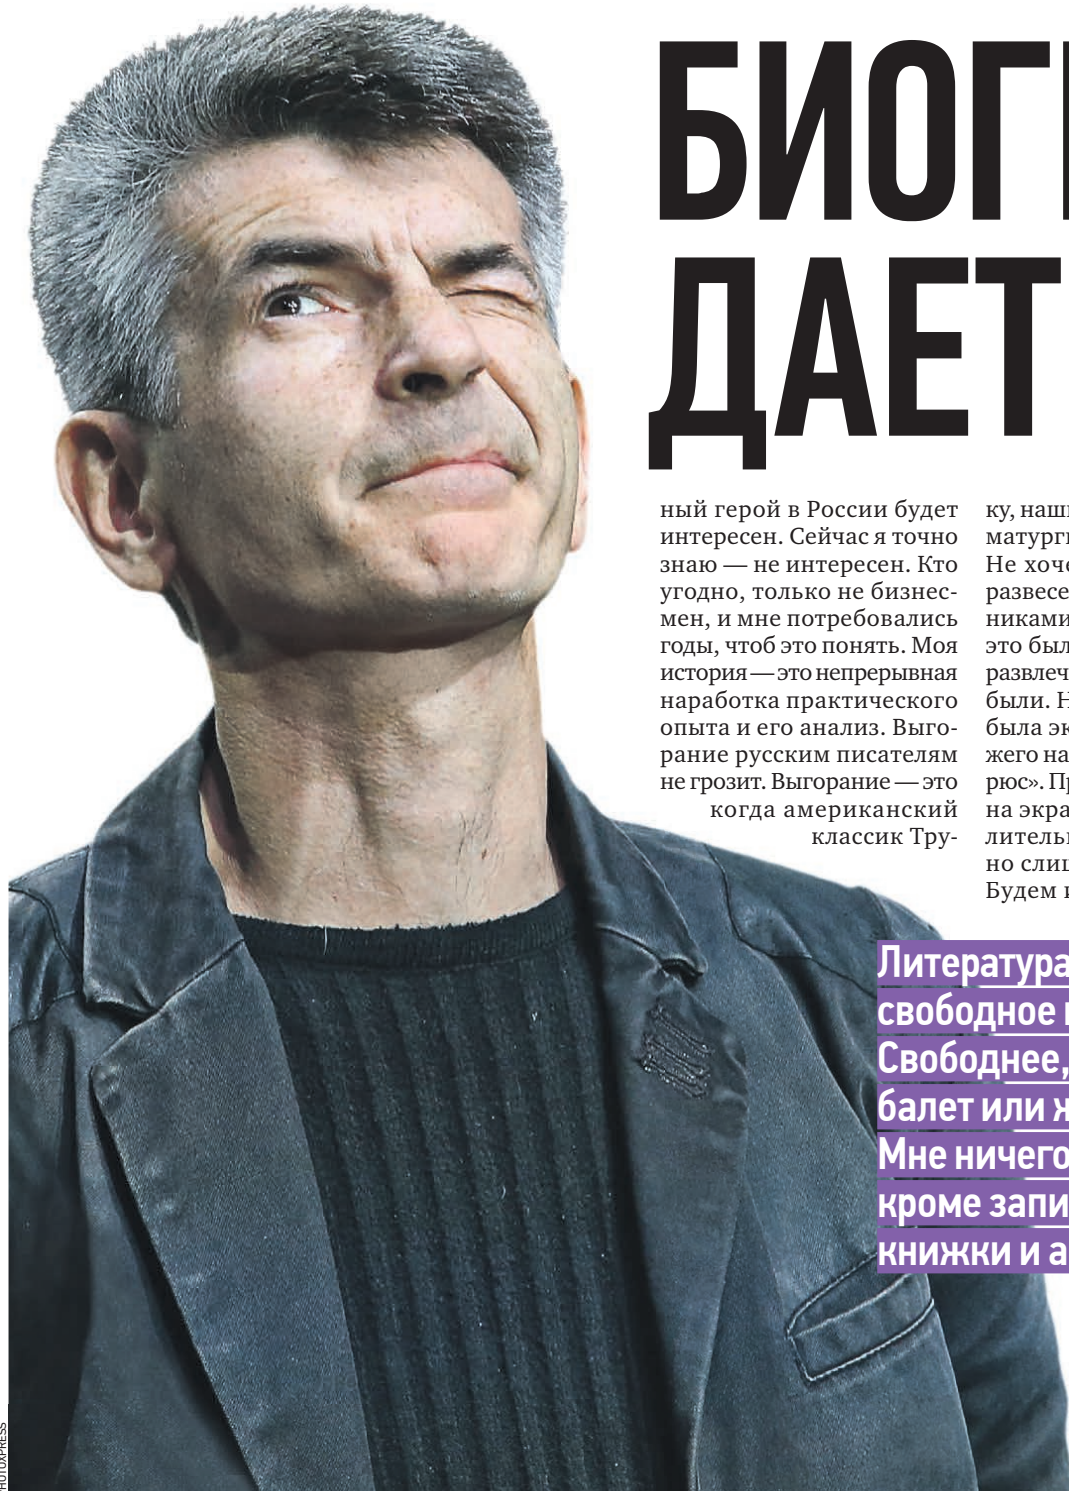 БИОГ
ДАЕТ
ный герой в России будет
интересен. Сейчас я точно
знаю — не интересен. Кто
угодно, только не бизнес-
мен, и мне потребовались
годы, чтоб это понять. Моя
история — это непрерывная
наработка практического
опыта и его анализ. Выго-
рание русским писателям
не грозит. Выгорание — это
когда американский
классик Тру-
ку, наш
матург
Не хоче
развесе
никами
это был
развлеч
были. Н
была эк
жего на
рюс». Пр
на экра
литель
но сли
Будем и
Литература
свободное
Свободнее,
балет или ж
Мне ничего
кроме запи
книжки и а
PHOTOXPRESS